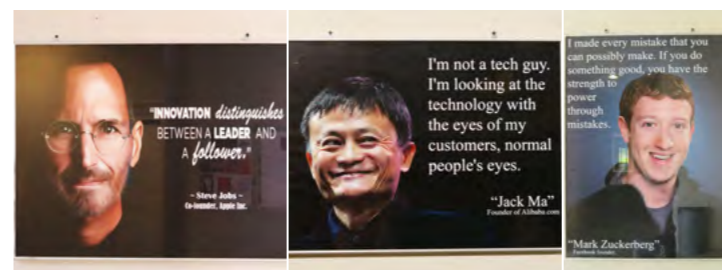 "INNOVATION distinguishes
BETWEEN A LEADER AND
A follower."
~ Steve Jobs ~
Co-founder, Apple Inc.
I'm not a tech guy.
I'm looking at the
technology with
the eyes of my
customers, normal
people's eyes.
"Jack Ma"
Founder of Alibaba.com
I made every mistake that you
can possibly make. If you do
something good, you have the
strength to
power
through
mistakes.
"Mark Zuckerberg"
Facebook founder,